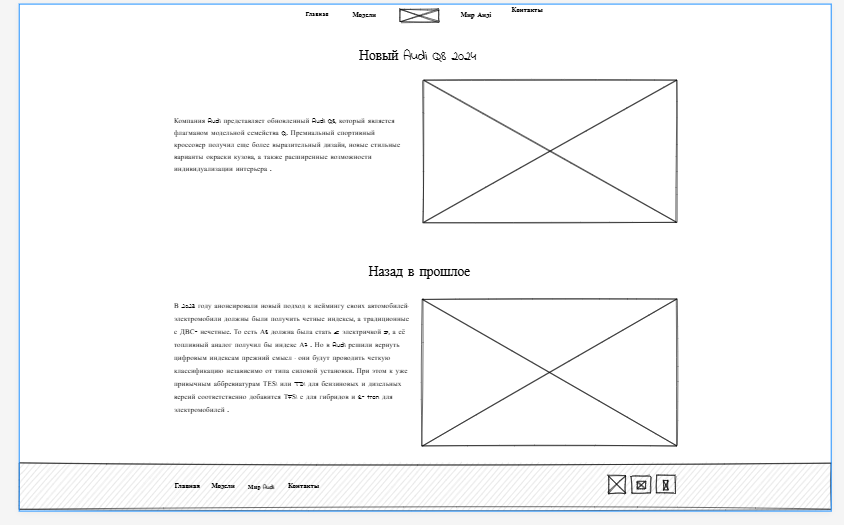 Главная Модели Мир Ауді Контакты
Новый Audi Q8 2024
Компания Audi представляет обновленный Audi Q8, который является
флагманом модельной семейства Q. Премиальный спортивный
кроссовер получил еще более выразительный дизайн, новые стильные
варианты окраски кузова, а также расширенные возможности
индивидуализации интерьера .
Назад в прошлое
В 2023 году анонсировали новый подход к неймингу своих автомобилей-
электромобили должны были получить четные индексы, а традиционные
с ДВС- нечетные. То есть A6 должна была стать электричкой а её
топливный аналог получил бы индекс A7 . Но в Audi решили вернуть
цифровым индексам прежний смысл - они будут проводить четкую
классификацию независимо от типа силовой установки. При этом к уже
привычным аббревиатурам TFSI или TDI для бензиновых и дизельных
версий соответственно добавится TFSI e для гибридов и e-tron для
электромобилей .
Главная Модели Мир Audi Контакты